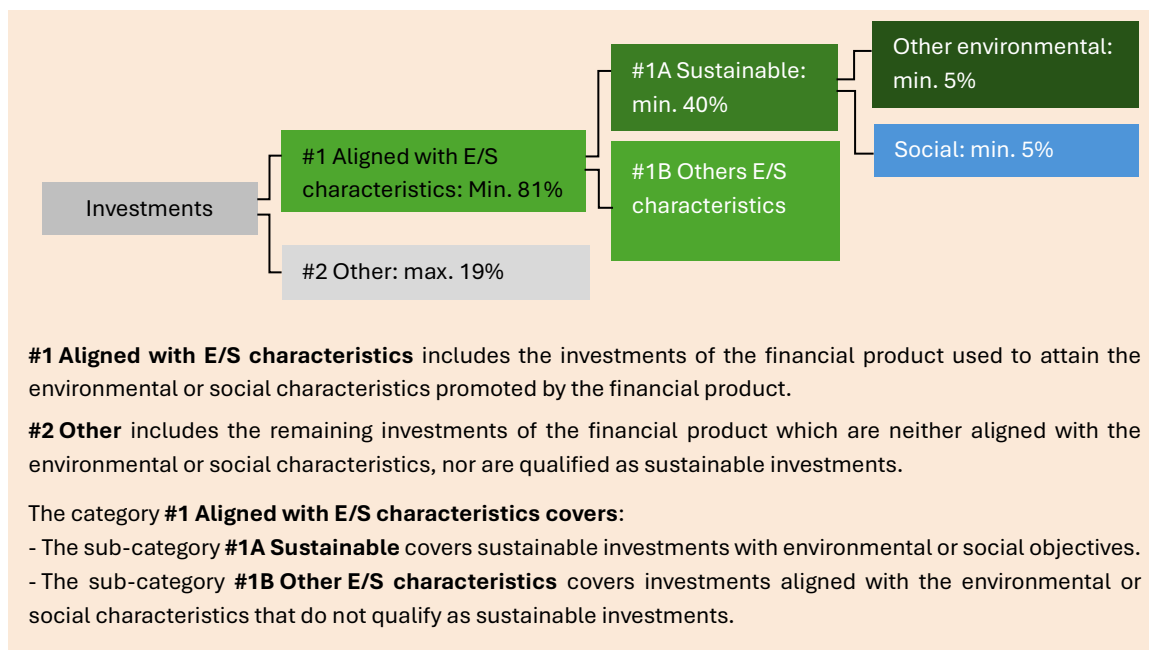 Investments
#1 Aligned with E/S
characteristics: Min. 81%
#2 Other: max. 19%
#1A Sustainable:
min. 40%
#1B Others E/S
characteristics
Other environmental:
min. 5%
Social: min. 5%
#1 Aligned with E/S characteristics includes the investments of the financial product used to attain the
environmental or social characteristics promoted by the financial product.
#2 Other includes the remaining investments of the financial product which are neither aligned with the
environmental or social characteristics, nor are qualified as sustainable investments.
The category #1 Aligned with E/S characteristics covers:
- The sub-category #1A Sustainable covers sustainable investments with environmental or social objectives.
- The sub-category #1B Other E/S characteristics covers investments aligned with the environmental or
social characteristics that do not qualify as sustainable investments.